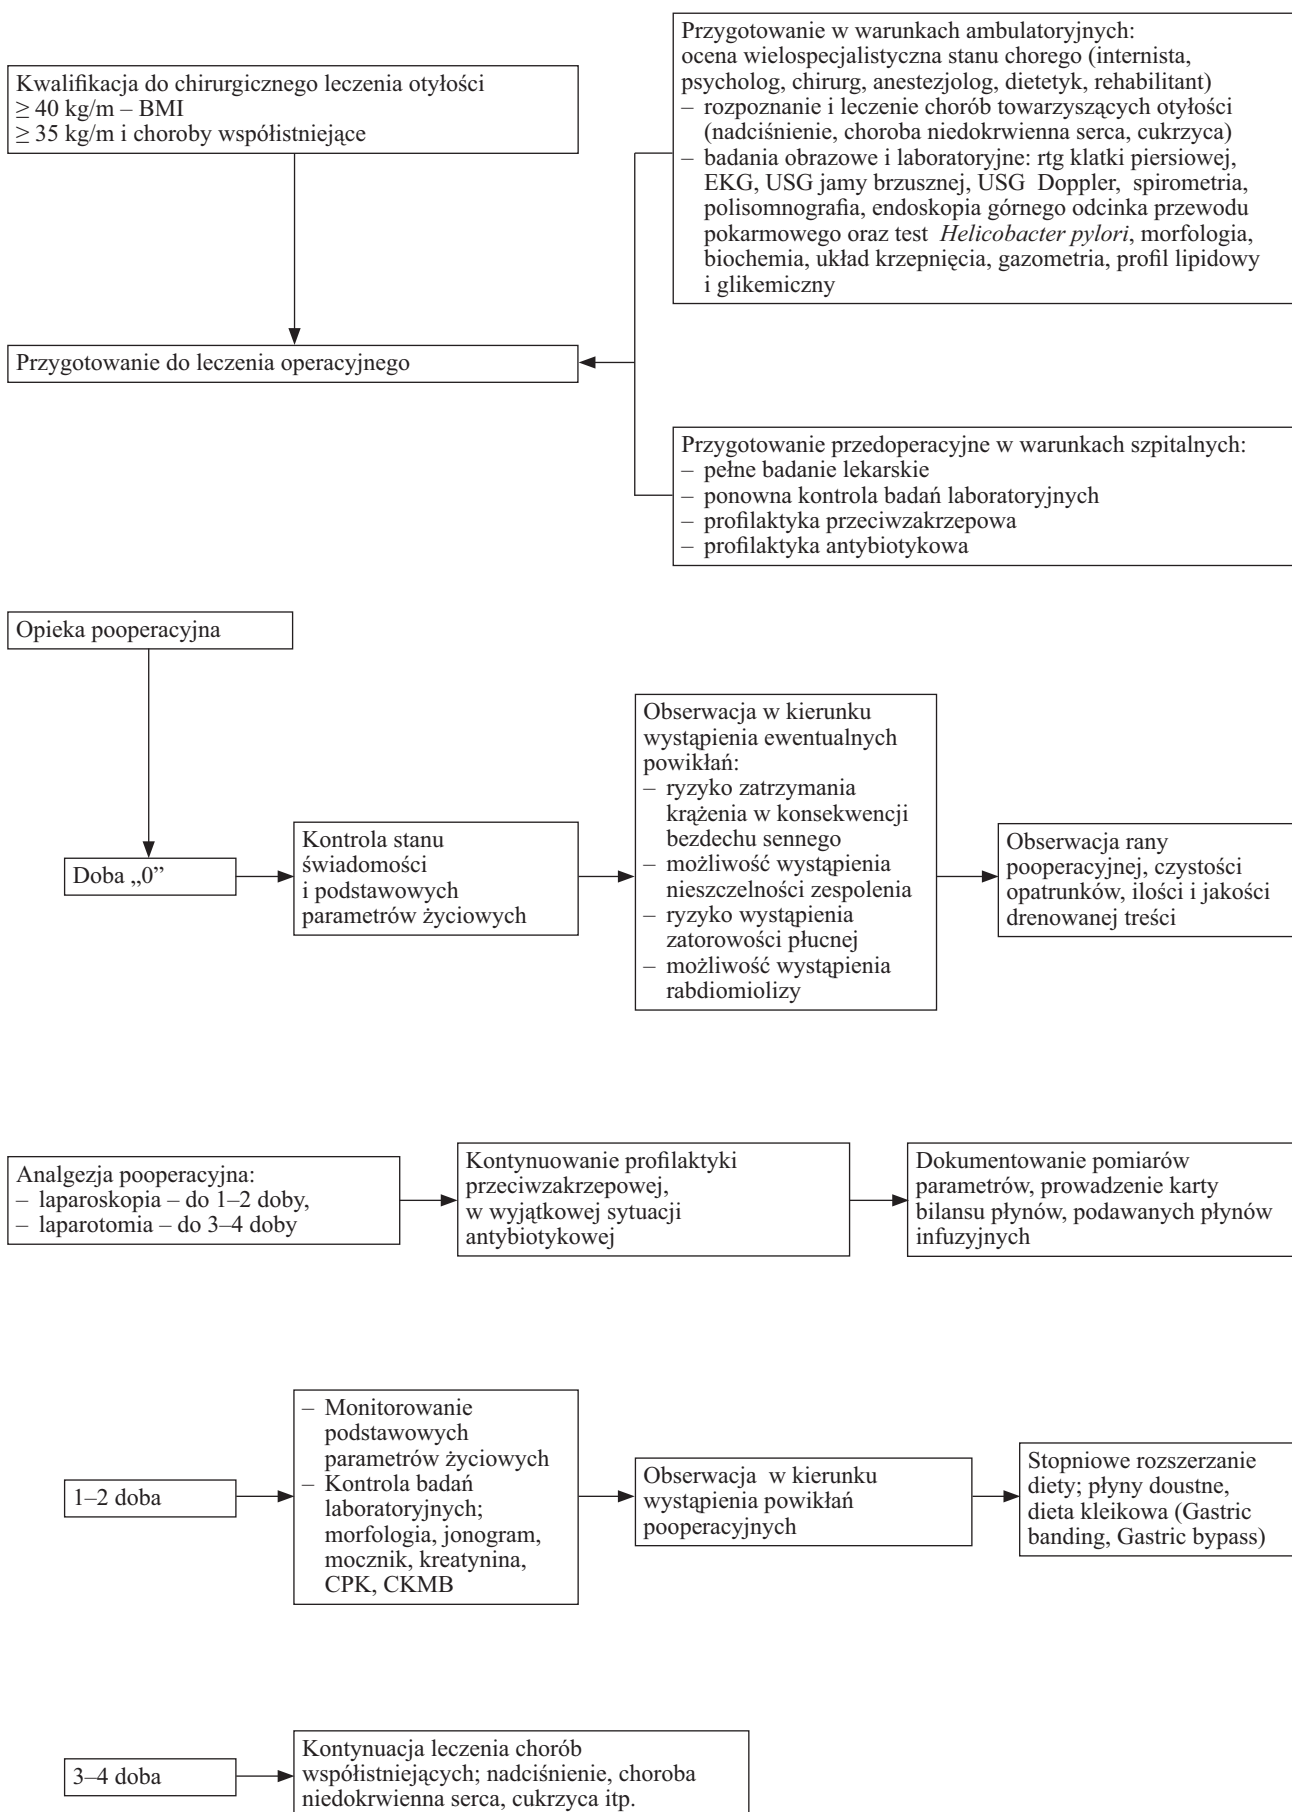 Kwalifikacja do chirurgicznego leczenia otyłości
≥ 40 kg/m – BMI
≥ 35 kg/m i choroby współistniejące
Przygotowanie w warunkach ambulatoryjnych:
ocena wielospecjalistyczna stanu chorego (internista,
psycholog, chirurg, anestezjolog, dietetyk, rehabilitant)
– rozpoznanie i leczenie chorób towarzyszących otyłości
(nadciśnienie, choroba niedokrwienna serca, cukrzyca)
– badania obrazowe i laboratoryjne: rtg klatki piersiowej,
EKG, USG jamy brzusznej, USG Doppler, spirometria,
polisomnografia, endoskopia górnego odcinka przewodu
pokarmowego oraz test Helicobacter pylori, morfologia,
biochemia, układ krzepnięcia, gazometria, profil lipidowy
i glikemiczny
Przygotowanie do leczenia operacyjnego
Przygotowanie przedoperacyjne w warunkach szpitalnych:
– pełne badanie lekarskie
– ponowna kontrola badań laboratoryjnych
– profilaktyka przeciwzakrzepowa
– profilaktyka antybiotykowa
Opieka pooperacyjna
Doba „0”
Kontrola stanu
świadomości
i podstawowych
parametrów życiowych
Obserwacja w kierunku
wystąpienia ewentualnych
powikłań:
– ryzyko zatrzymania
krążenia w konsekwencji
bezdechu sennego
– możliwość wystąpienia
nieszczelności zespolenia
– ryzyko wystąpienia
zatorowości płucnej
– możliwość wystąpienia
rabdiomiolizy
Obserwacja rany
pooperacyjnej, czystości
opatrunków, ilości i jakości
drenowanej treści
Analgezja pooperacyjna:
– laparoskopia – do 1–2 doby,
– laparotomia – do 3–4 doby
Kontynuowanie profilaktyki
przeciwzakrzepowej,
w wyjątkowej sytuacji
antybiotykowej
Dokumentowanie pomiarów
parametrów, prowadzenie karty
bilansu płynów, podawanych płynów
infuzyjnych
1–2 doba
– Monitorowanie
podstawowych
parametrów życiowych
– Kontrola badań
laboratoryjnych;
morfologia, jonogram,
mocznik, kreatynina,
CPK, CKMB
Obserwacja w kierunku
wystąpienia powikłań
pooperacyjnych
Stopniowe rozszerzanie
diety; płyny doustne,
dieta kleikowa (Gastric
banding, Gastric bypass)
3–4 doba
Kontynuacja leczenia chorób
współistniejących; nadciśnienie, choroba
niedokrwienna serca, cukrzyca itp.